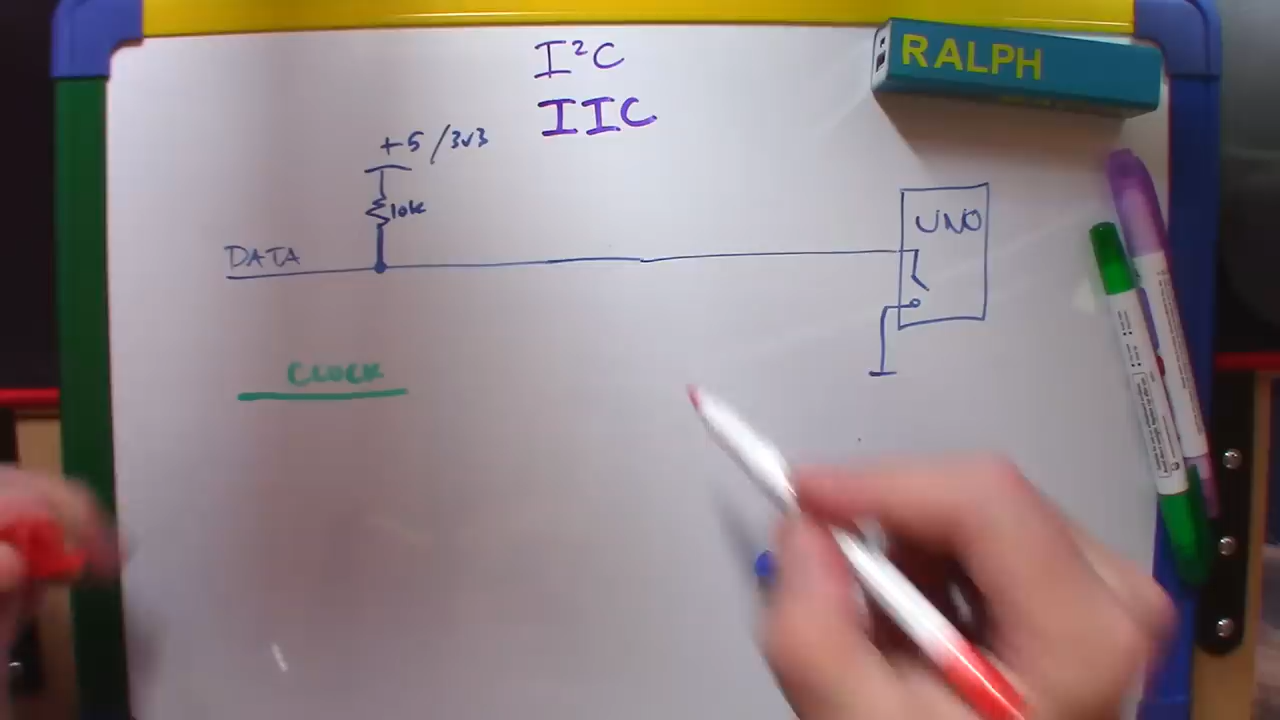 I²C
RALPH
IIC
+5 /3v3
10k
UNO
DATA
CLOCK